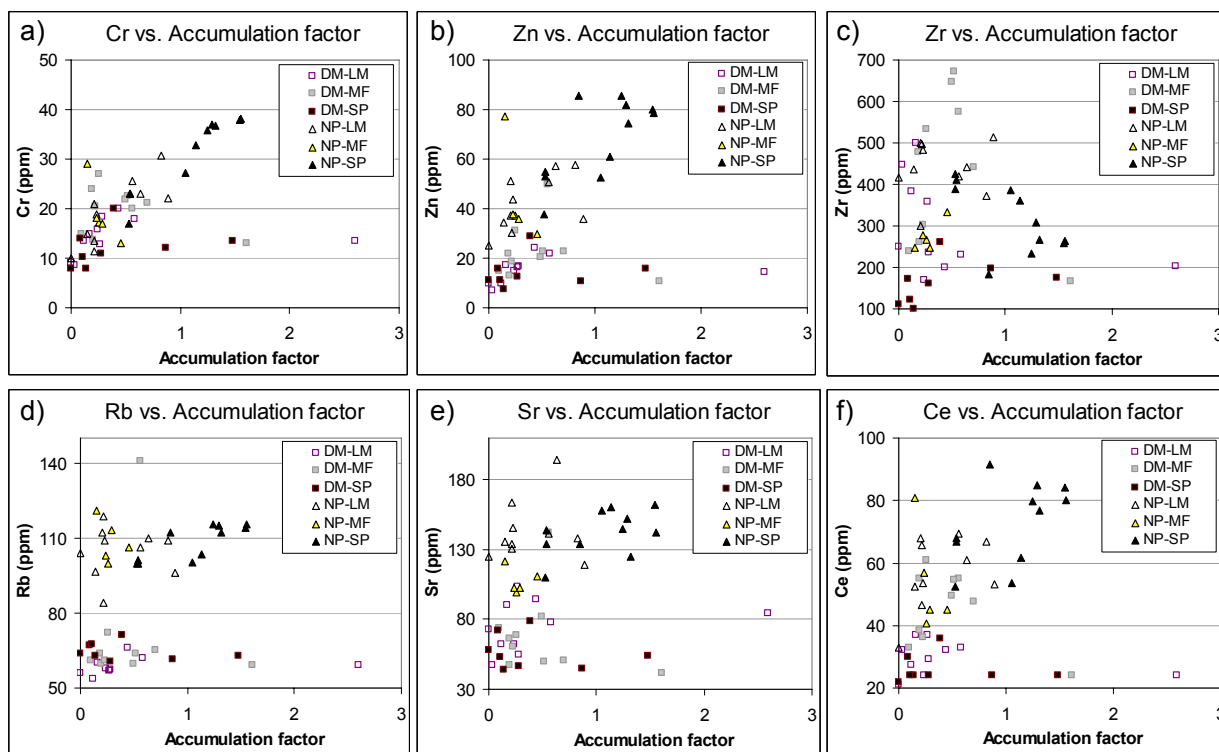 a) Cr vs. Accumulation factor
50
40
30
20
10
0
Cr (ppm)
0 1 2 3
Accumulation factor
DM-LM
DM-MF
DM-SP
NP-LM
NP-MF
NP-SP
b) Zn vs. Accumulation factor
100
80
60
40
20
0
Zn (ppm)
0 1 2 3
Accumulation factor
DM-LM
DM-MF
DM-SP
NP-LM
NP-MF
NP-SP
c) Zr vs. Accumulation factor
700
600
500
400
300
200
100
Zr (ppm)
0 1 2 3
Accumulation factor
DM-LM
DM-MF
DM-SP
NP-LM
NP-MF
NP-SP
d) Rb vs. Accumulation factor
140
110
80
50
Rb (ppm)
0 1 2 3
Accumulation factor
DM-LM
DM-MF
DM-SP
NP-LM
NP-MF
NP-SP
e) Sr vs. Accumulation factor
180
130
80
30
Sr (ppm)
0 1 2 3
Accumulation factor
DM-LM
DM-MF
DM-SP
NP-LM
NP-MF
NP-SP
f) Ce vs. Accumulation factor
100
80
60
40
20
Ce (ppm)
0 1 2 3
Accumulation factor
DM-LM
DM-MF
DM-SP
NP-LM
NP-MF
NP-SP